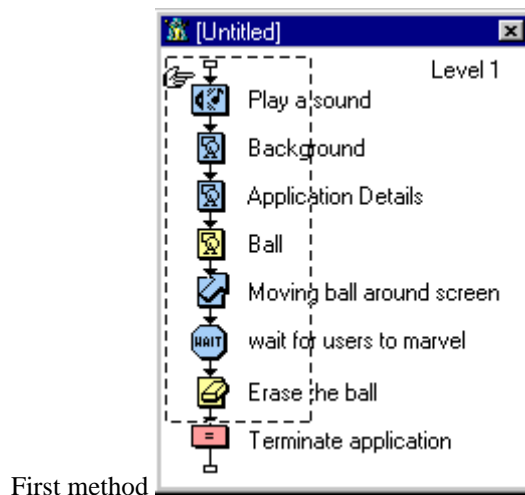 [Untitled]
Level 1
Play a sound
Background
Application Details
Ball
Moving ball around screen
WAIT wait for users to marvel
Erase the ball
= Terminate application
First method